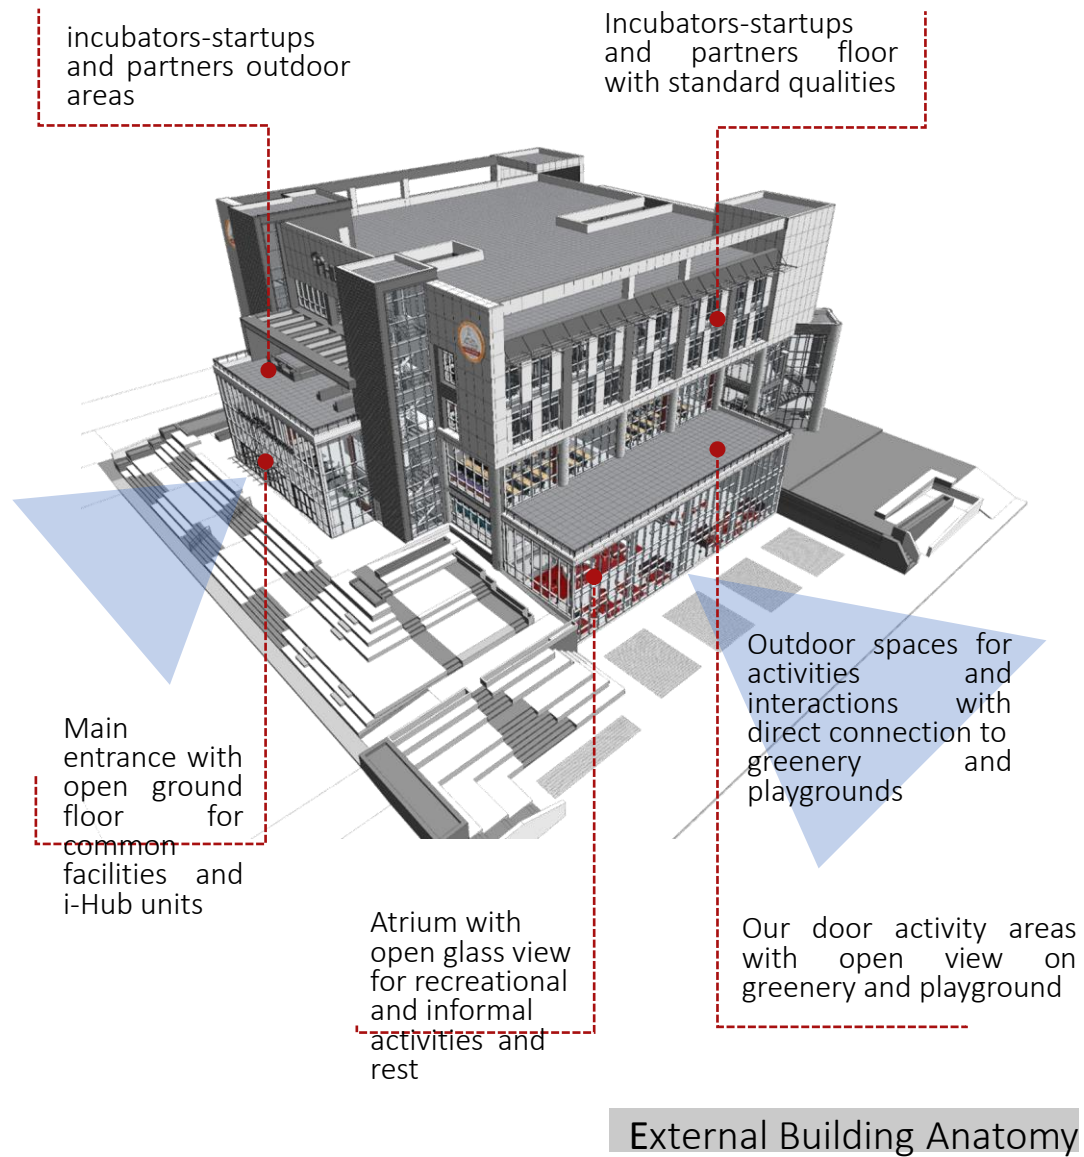 incubators-startups
and partners outdoor
areas
Incubators-startups
and partners floor
with standard qualities
Outdoor spaces for
activities and
interactions with
direct connection to
greenery and
playgrounds
Main
entrance with
open ground
floor for
common
facilities and
i-Hub units
Atrium with
open glass view
for recreational
and informal
activities and
rest
Our door activity areas
with open view on
greenery and playground
External Building Anatomy